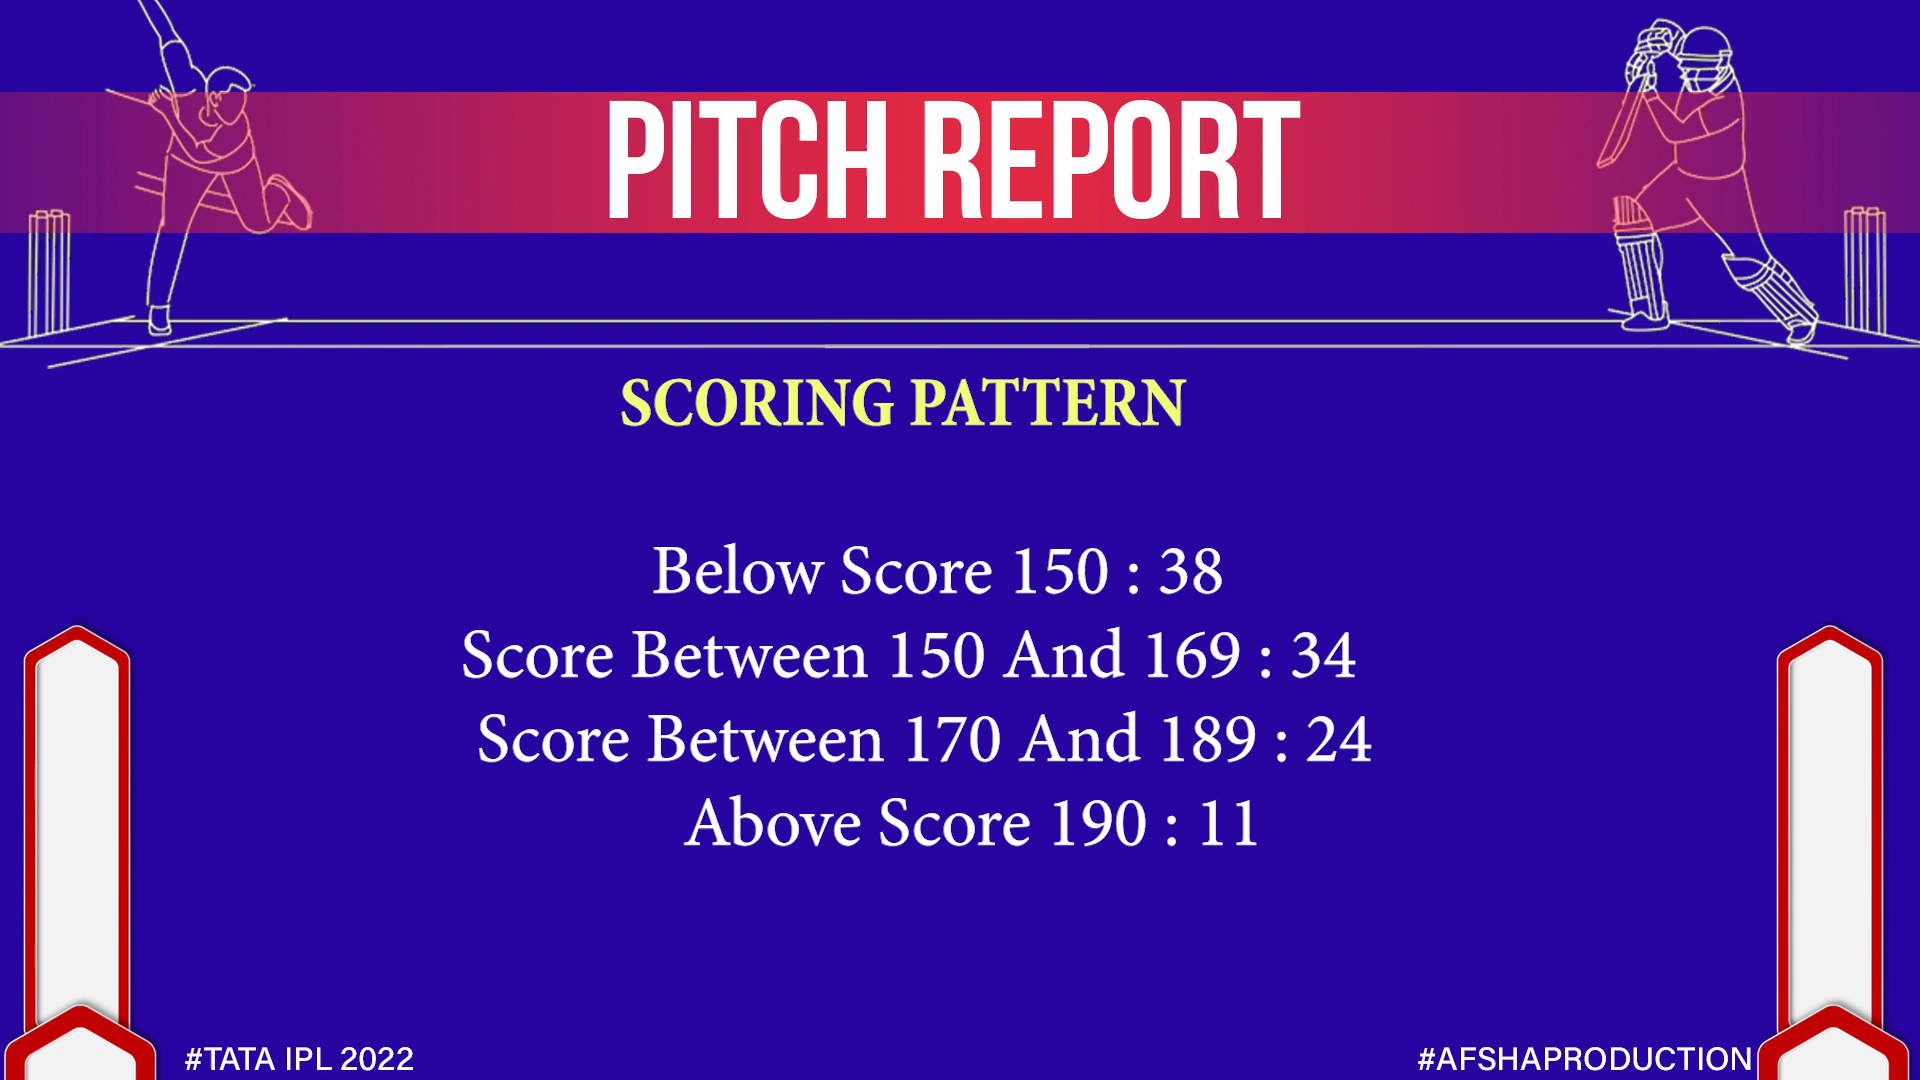 PITCH REPORT
SCORING PATTERN
Below Score 150 : 38
Score Between 150 And 169 : 34
Score Between 170 And 189 : 24
Above Score 190 : 11
#TATA IPL 2022
#AFSHAPRODUCTION